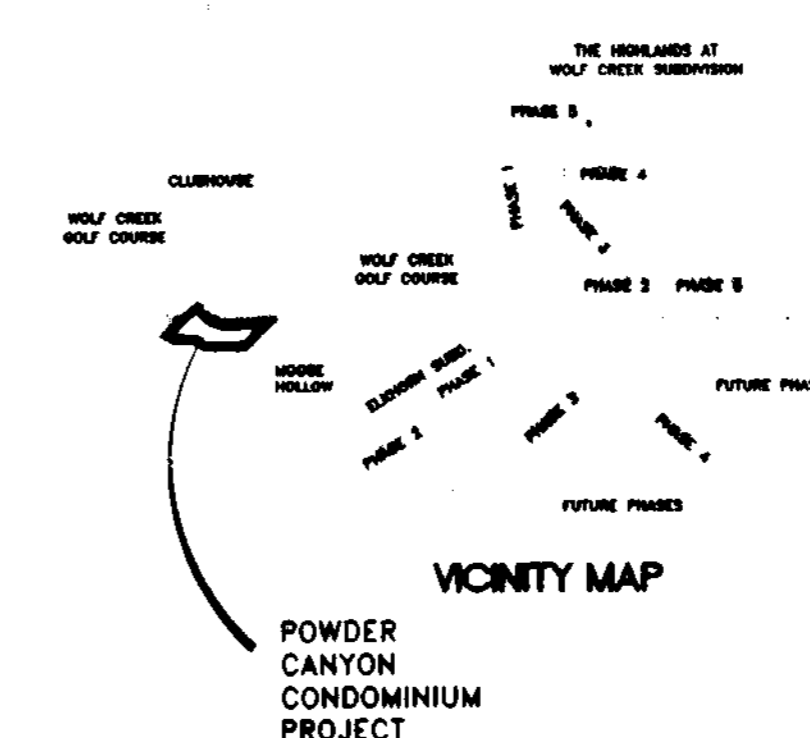 THE HIGHLANDS AT
WOLF CREEK SUBDIVISION
PHASE 5
PHASE 1
PHASE 4
PHASE 3
CLUBHOUSE
WOLF CREEK
GOLF COURSE
WOLF CREEK
GOLF COURSE
PHASE 2
PHASE
MOOSE
HOLLOW
ELKHORN SUBD.
PHASE 1
PHASE 2
PHASE 3
PHASE 4
FUTURE PHAS
FUTURE PHASES
VICINITY MAP
POWDER
CANYON
CONDOMINIUM
PROJECT